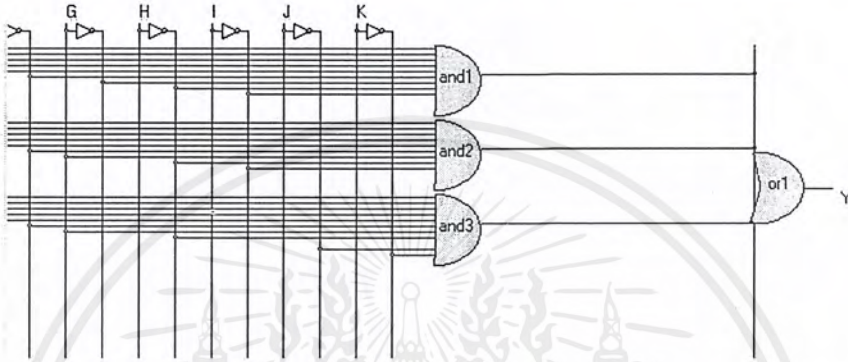 G H I J K
and1
and2
or1
Y
and3